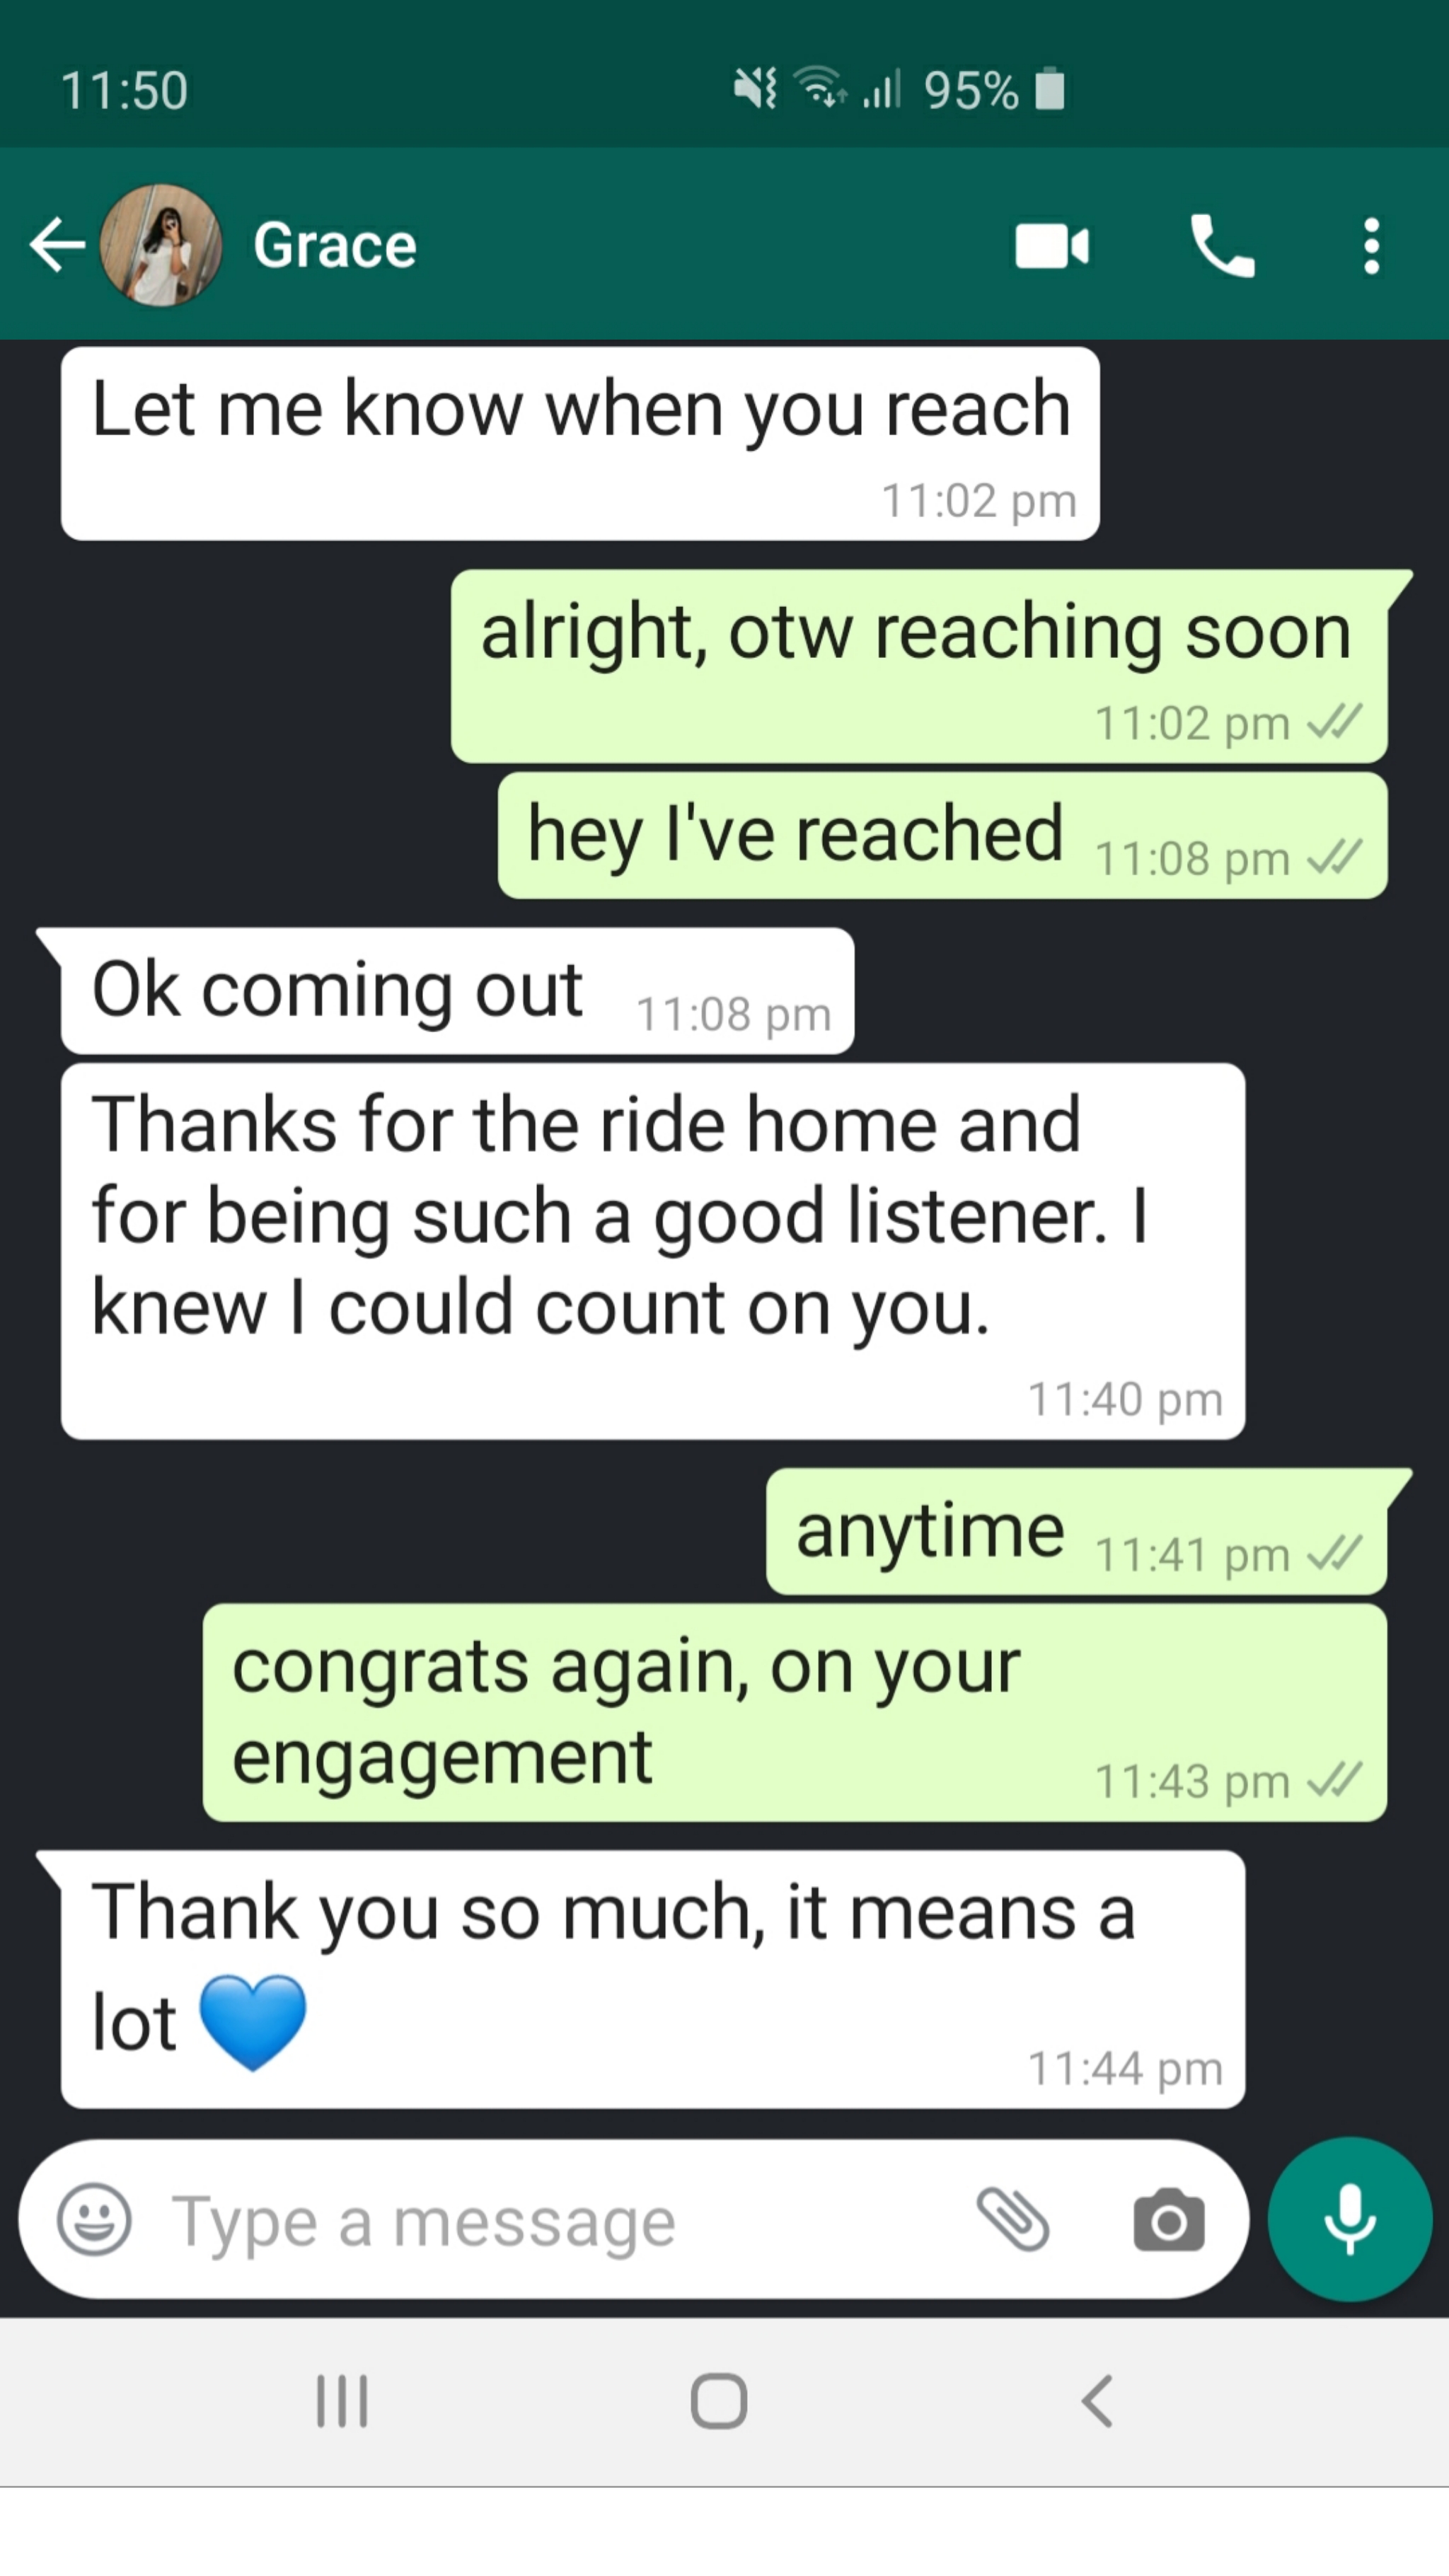 11:50 95%
Grace
Let me know when you reach
11:02 pm
alright, otw reaching soon
11:02 pm
hey I've reached 11:08 pm
Ok coming out 11:08 pm
Thanks for the ride home and
for being such a good listener. I
knew I could count on you.
11:40 pm
anytime 11:41 pm
congrats again, on your
engagement 11:43 pm
Thank you so much, it means a
lot 💙
11:44 pm
Type a message